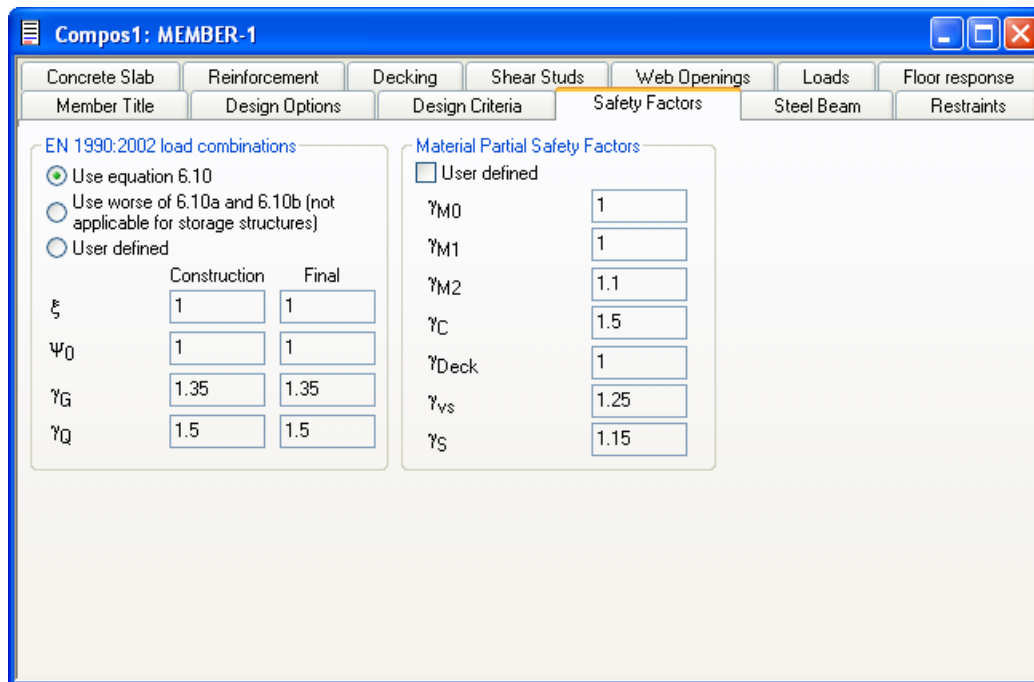 Compos1: MEMBER-1
Concrete Slab Reinforcement Decking Shear Studs Web Openings Loads Floor response
Member Title Design Options Design Criteria Safety Factors Steel Beam Restraints
EN 1990:2002 load combinations
Use equation 6.10
Use worse of 6.10a and 6.10b (not
applicable for storage structures)
User defined
Construction Final
ξ 1 1
Ψ0 1 1
γG 1.35 1.35
γQ 1.5 1.5
Material Partial Safety Factors
User defined
γM0 1
γM1 1
γM2 1.1
γC 1.5
γDeck 1
γvs 1.25
γS 1.15